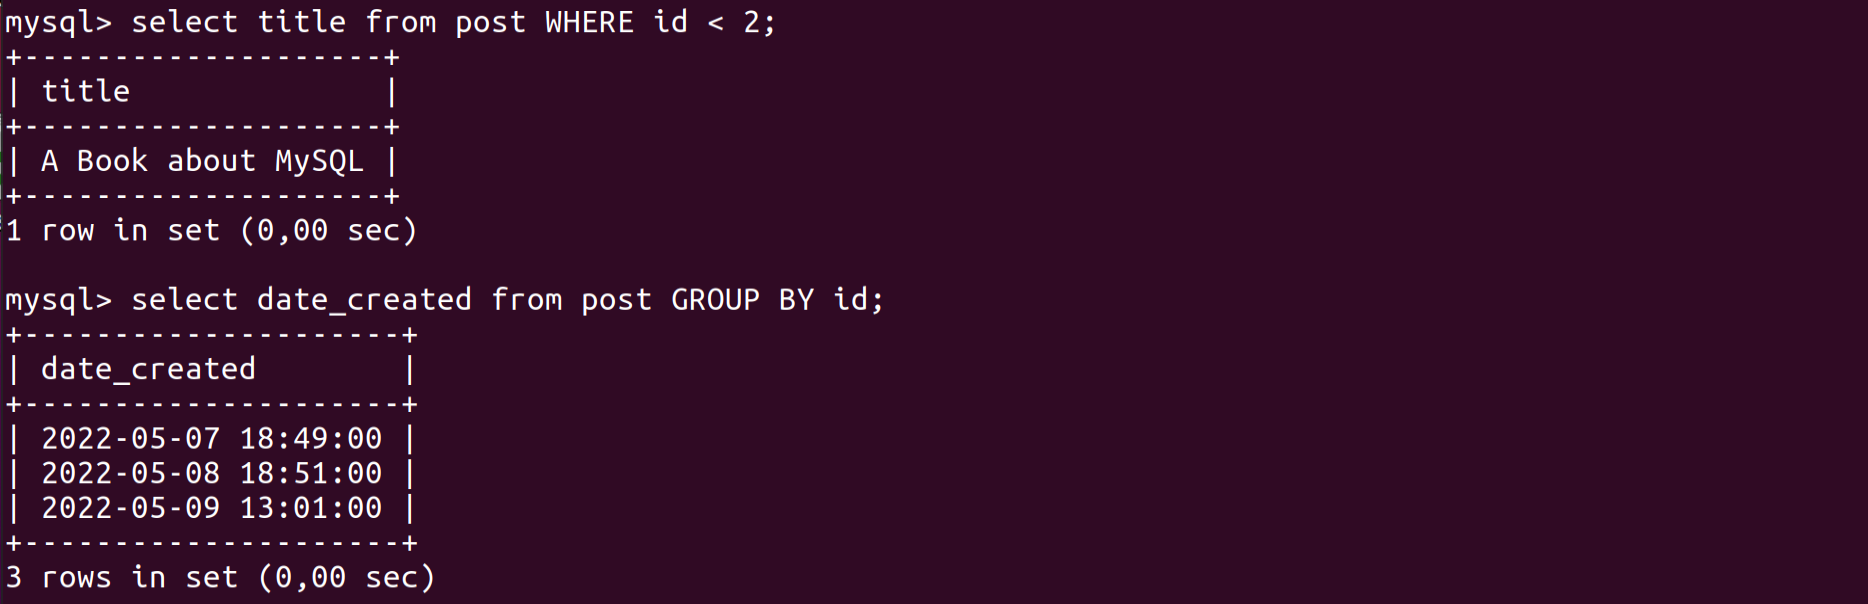 mysql> select title from post WHERE id < 2;
+--------------------+
| title              |
+--------------------+
| A Book about MySQL |
+--------------------+
1 row in set (0,00 sec)

mysql> select date_created from post GROUP BY id;
+---------------------+
| date_created        |
+---------------------+
| 2022-05-07 18:49:00 |
| 2022-05-08 18:51:00 |
| 2022-05-09 13:01:00 |
+---------------------+
3 rows in set (0,00 sec)